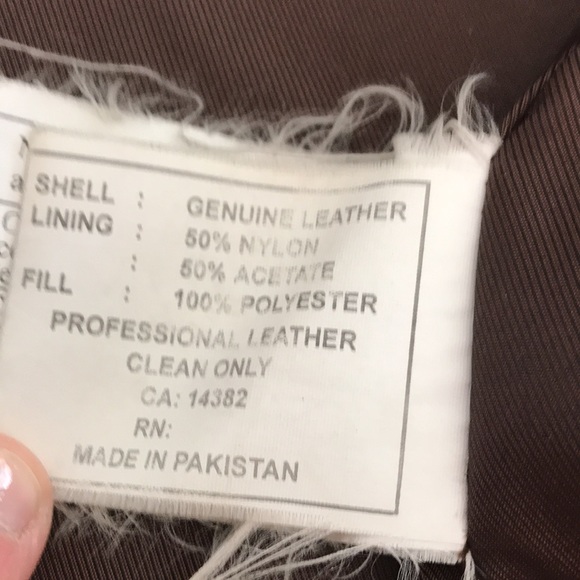 SHELL : GENUINE LEATHER
LINING : 50% NYLON
: 50% ACETATE
FILL : 100% POLYESTER
PROFESSIONAL LEATHER
CLEAN ONLY
CA: 14382
RN:
MADE IN PAKISTAN